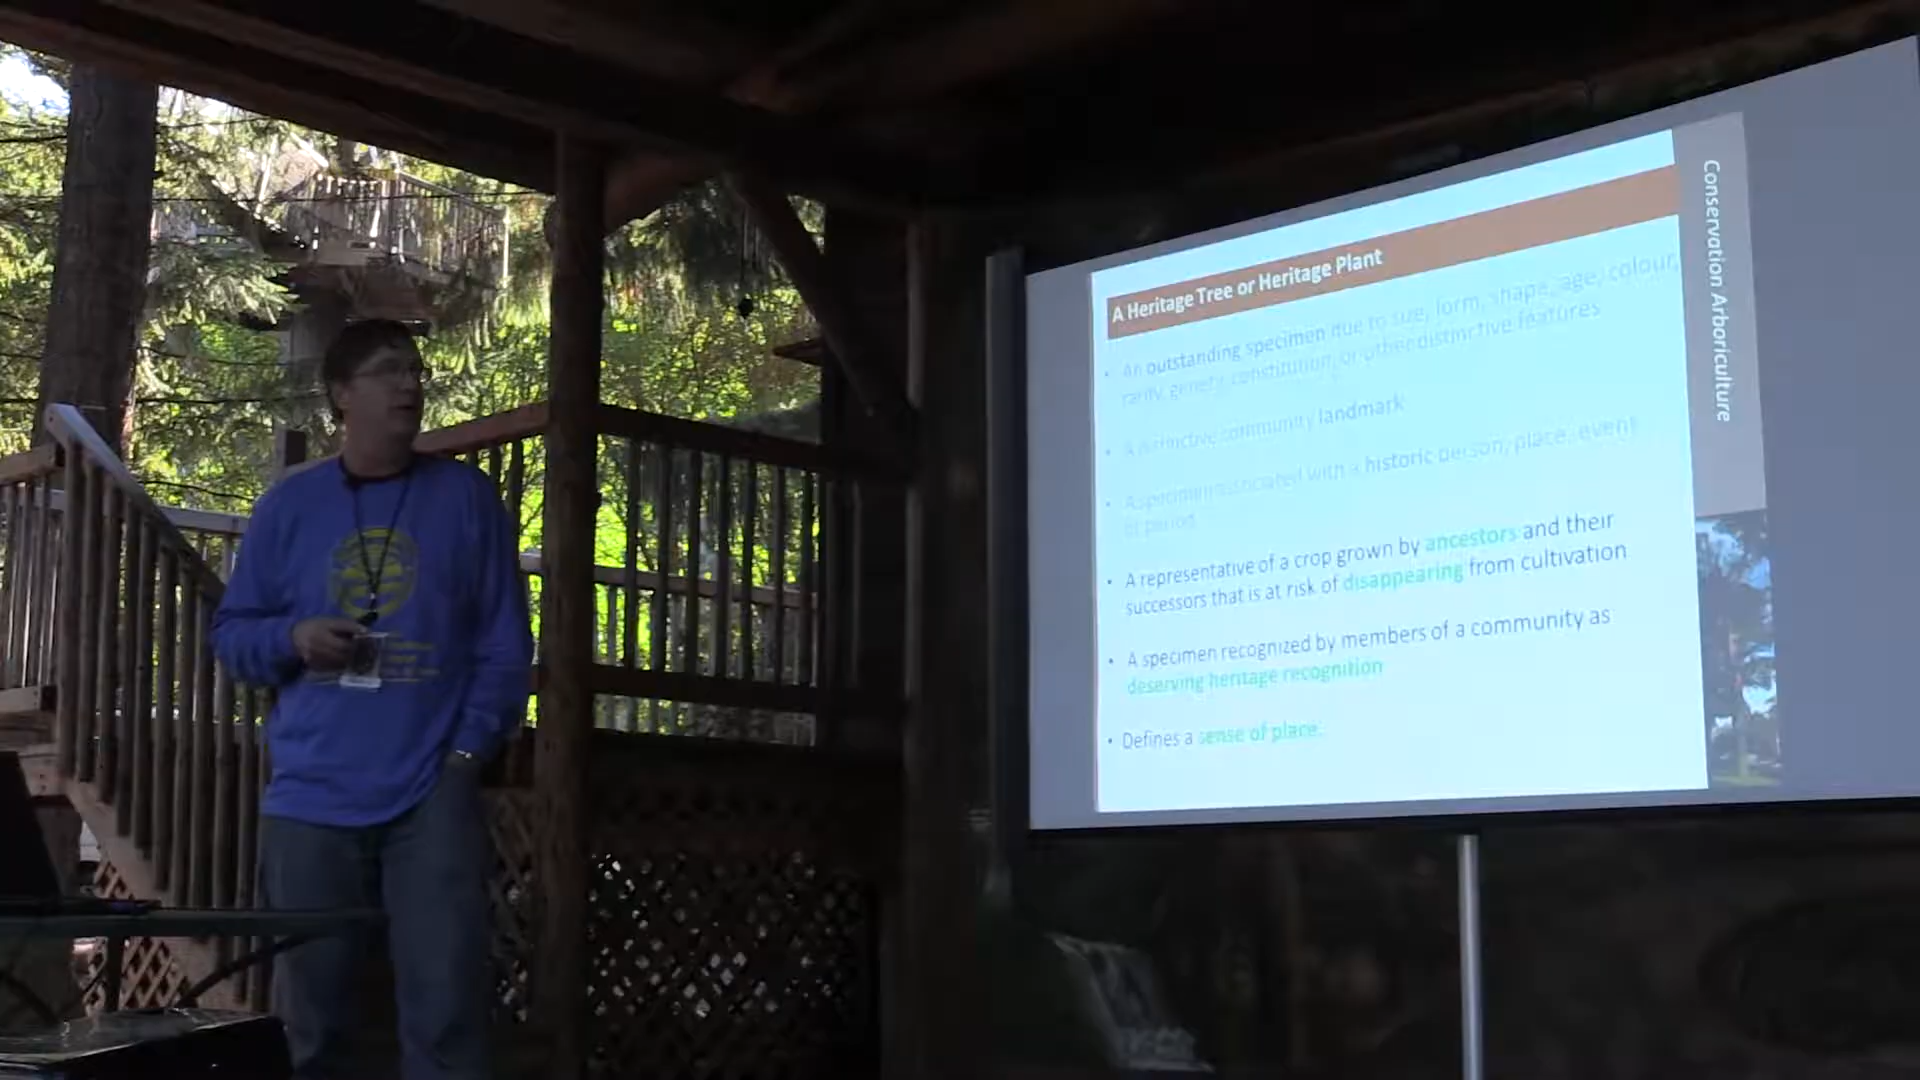 A Heritage Tree or Heritage Plant
• An outstanding specimen due to size, form, shape, age, colour,
rarity, genetic constitution, or other distinctive features
• A distinctive community landmark
• A specimen associated with a historic person, place, event
or period
• A representative of a crop grown by ancestors and their
successors that is at risk of disappearing from cultivation
• A specimen recognized by members of a community as
deserving heritage recognition
• Defines a sense of place.
Conservation Arboriculture